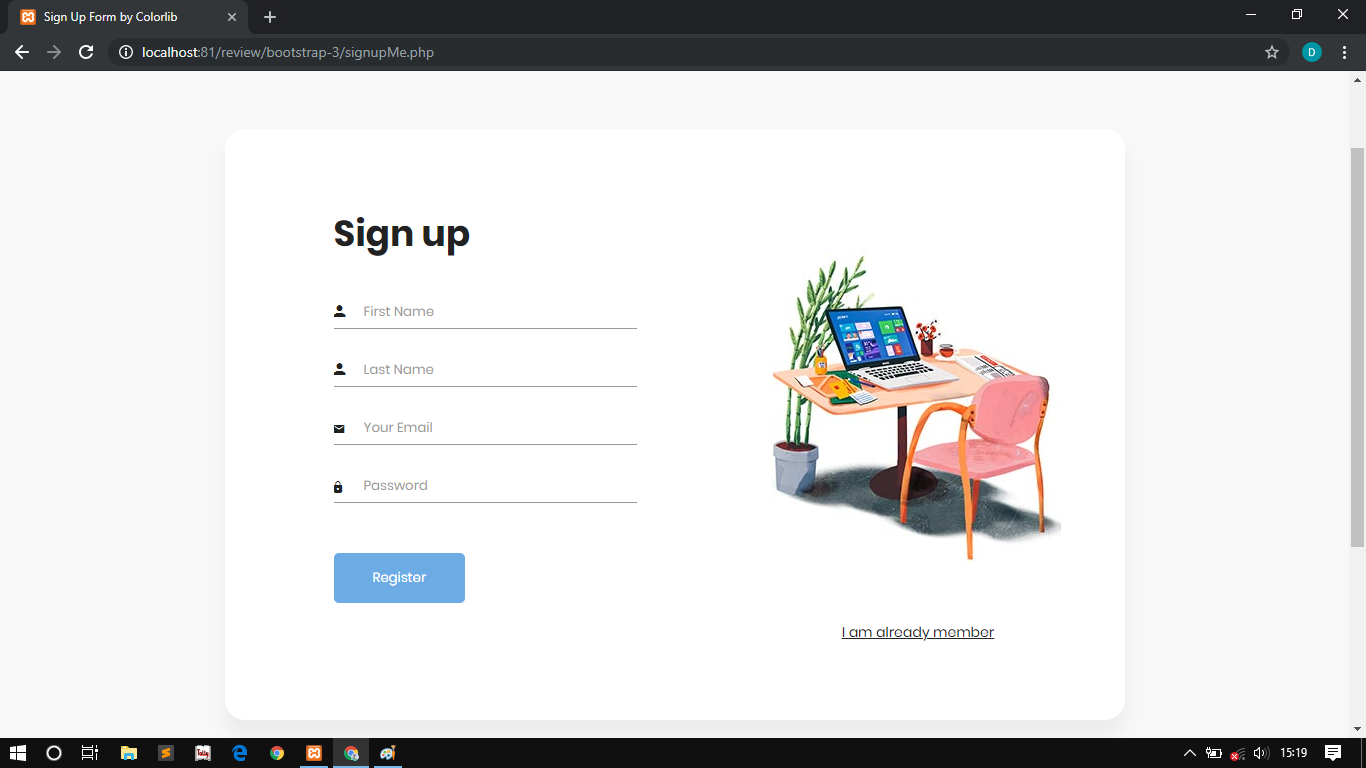 Sign Up Form by Colorlib
localhost:81/review/bootstrap-3/signupMe.php
D
Sign up
First Name
Last Name
Your Email
Password
Register
I am already member
Tally
15:19